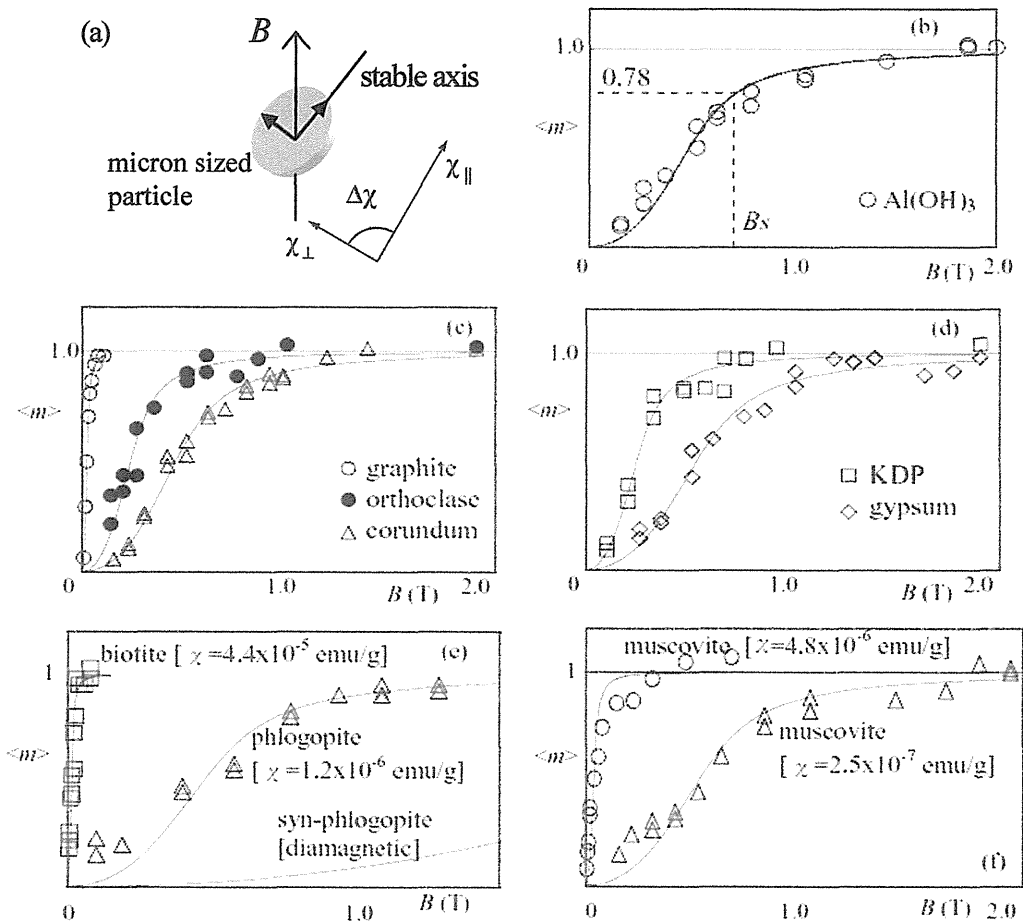 (a)
B
stable axis
micron sized
particle
χ∥
Δχ
χ⊥
(b)
1.0
0.78
<m>
Al(OH)₃
Bs
0
1.0
2.0
B (T)
(c)
1.0
<m>
graphite
orthoclase
corundum
0
1.0
2.0
B (T)
(d)
1.0
<m>
KDP
gypsum
0
1.0
2.0
B (T)
(e)
biotite [ χ =4.4x10⁻⁵ emu/g]
1
<m>
phlogopite
[ χ =1.2x10⁻⁶ emu/g]
syn-phlogopite
[diamagnetic]
0
1.0
B (T)
muscovite [ χ=4.8x10⁻⁶ emu/g]
1
<m>
muscovite
[ χ =2.5x10⁻⁷ emu/g]
(f)
0
1.0
2.0
B (T)